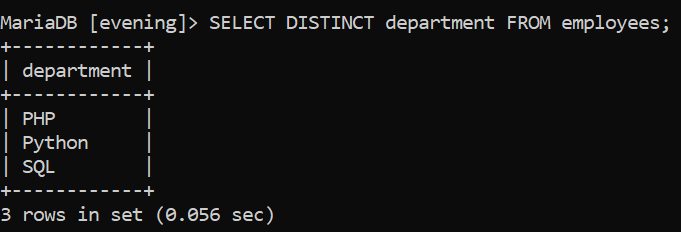 MariaDB [evening]> SELECT DISTINCT department FROM employees;
+------------+
| department |
+------------+
| PHP        |
| Python     |
| SQL        |
+------------+
3 rows in set (0.056 sec)